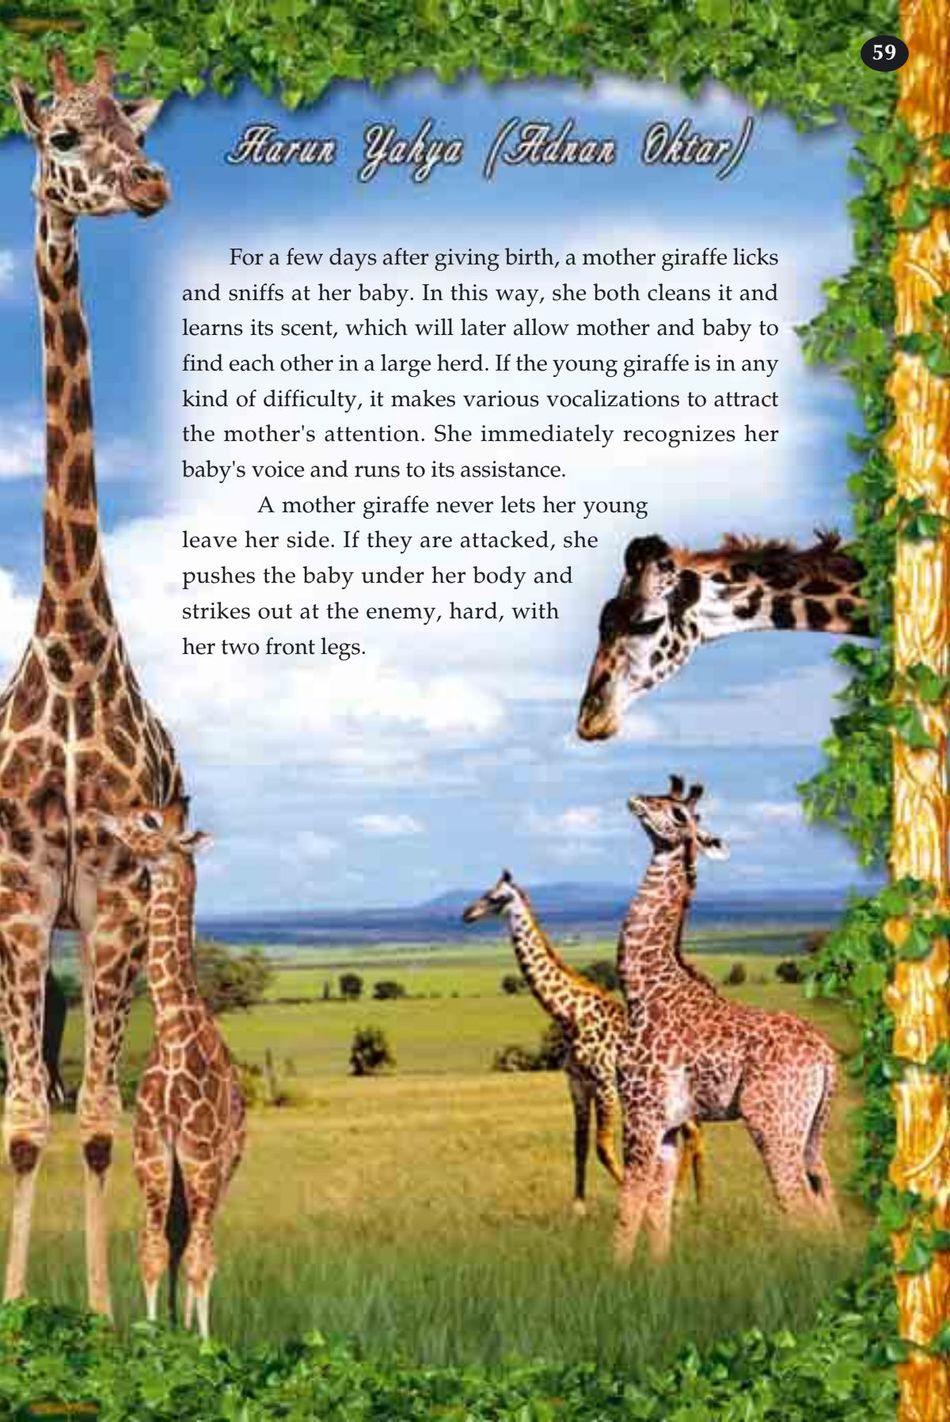 59
Harun Yahya (Adnan Oktar)
For a few days after giving birth, a mother giraffe licks
and sniffs at her baby. In this way, she both cleans it and
learns its scent, which will later allow mother and baby to
find each other in a large herd. If the young giraffe is in any
kind of difficulty, it makes various vocalizations to attract
the mother's attention. She immediately recognizes her
baby's voice and runs to its assistance.
A mother giraffe never lets her young
leave her side. If they are attacked, she
pushes the baby under her body and
strikes out at the enemy, hard, with
her two front legs.